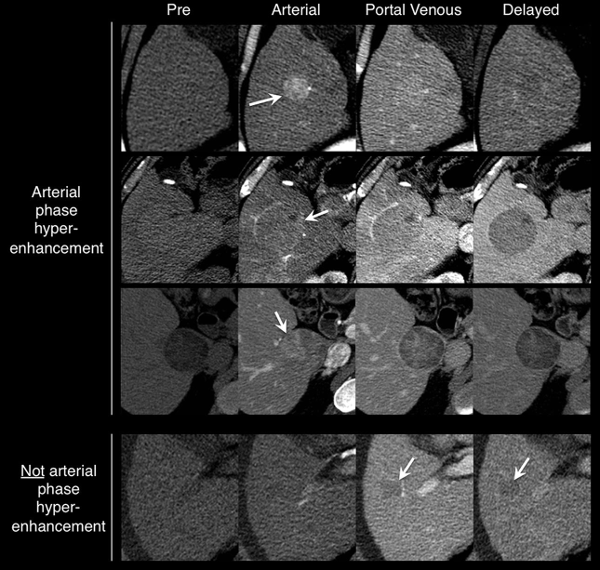 Pre
Arterial
Portal Venous
Delayed
Arterial
phase
hyper-
enhancement
Not arterial
phase
hyper-
enhancement